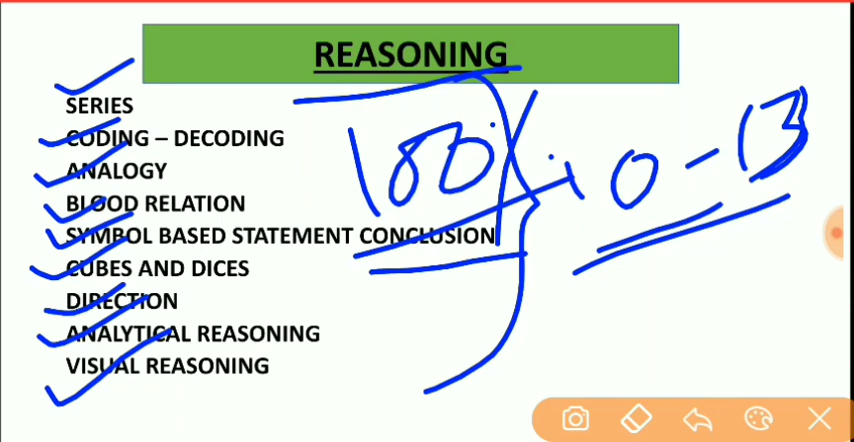 REASONING
SERIES
CODING – DECODING
ANALOGY
BLOOD RELATION
SYMBOL BASED STATEMENT CONCLUSION
CUBES AND DICES
DIRECTION
ANALYTICAL REASONING
VISUAL REASONING
10 - 13